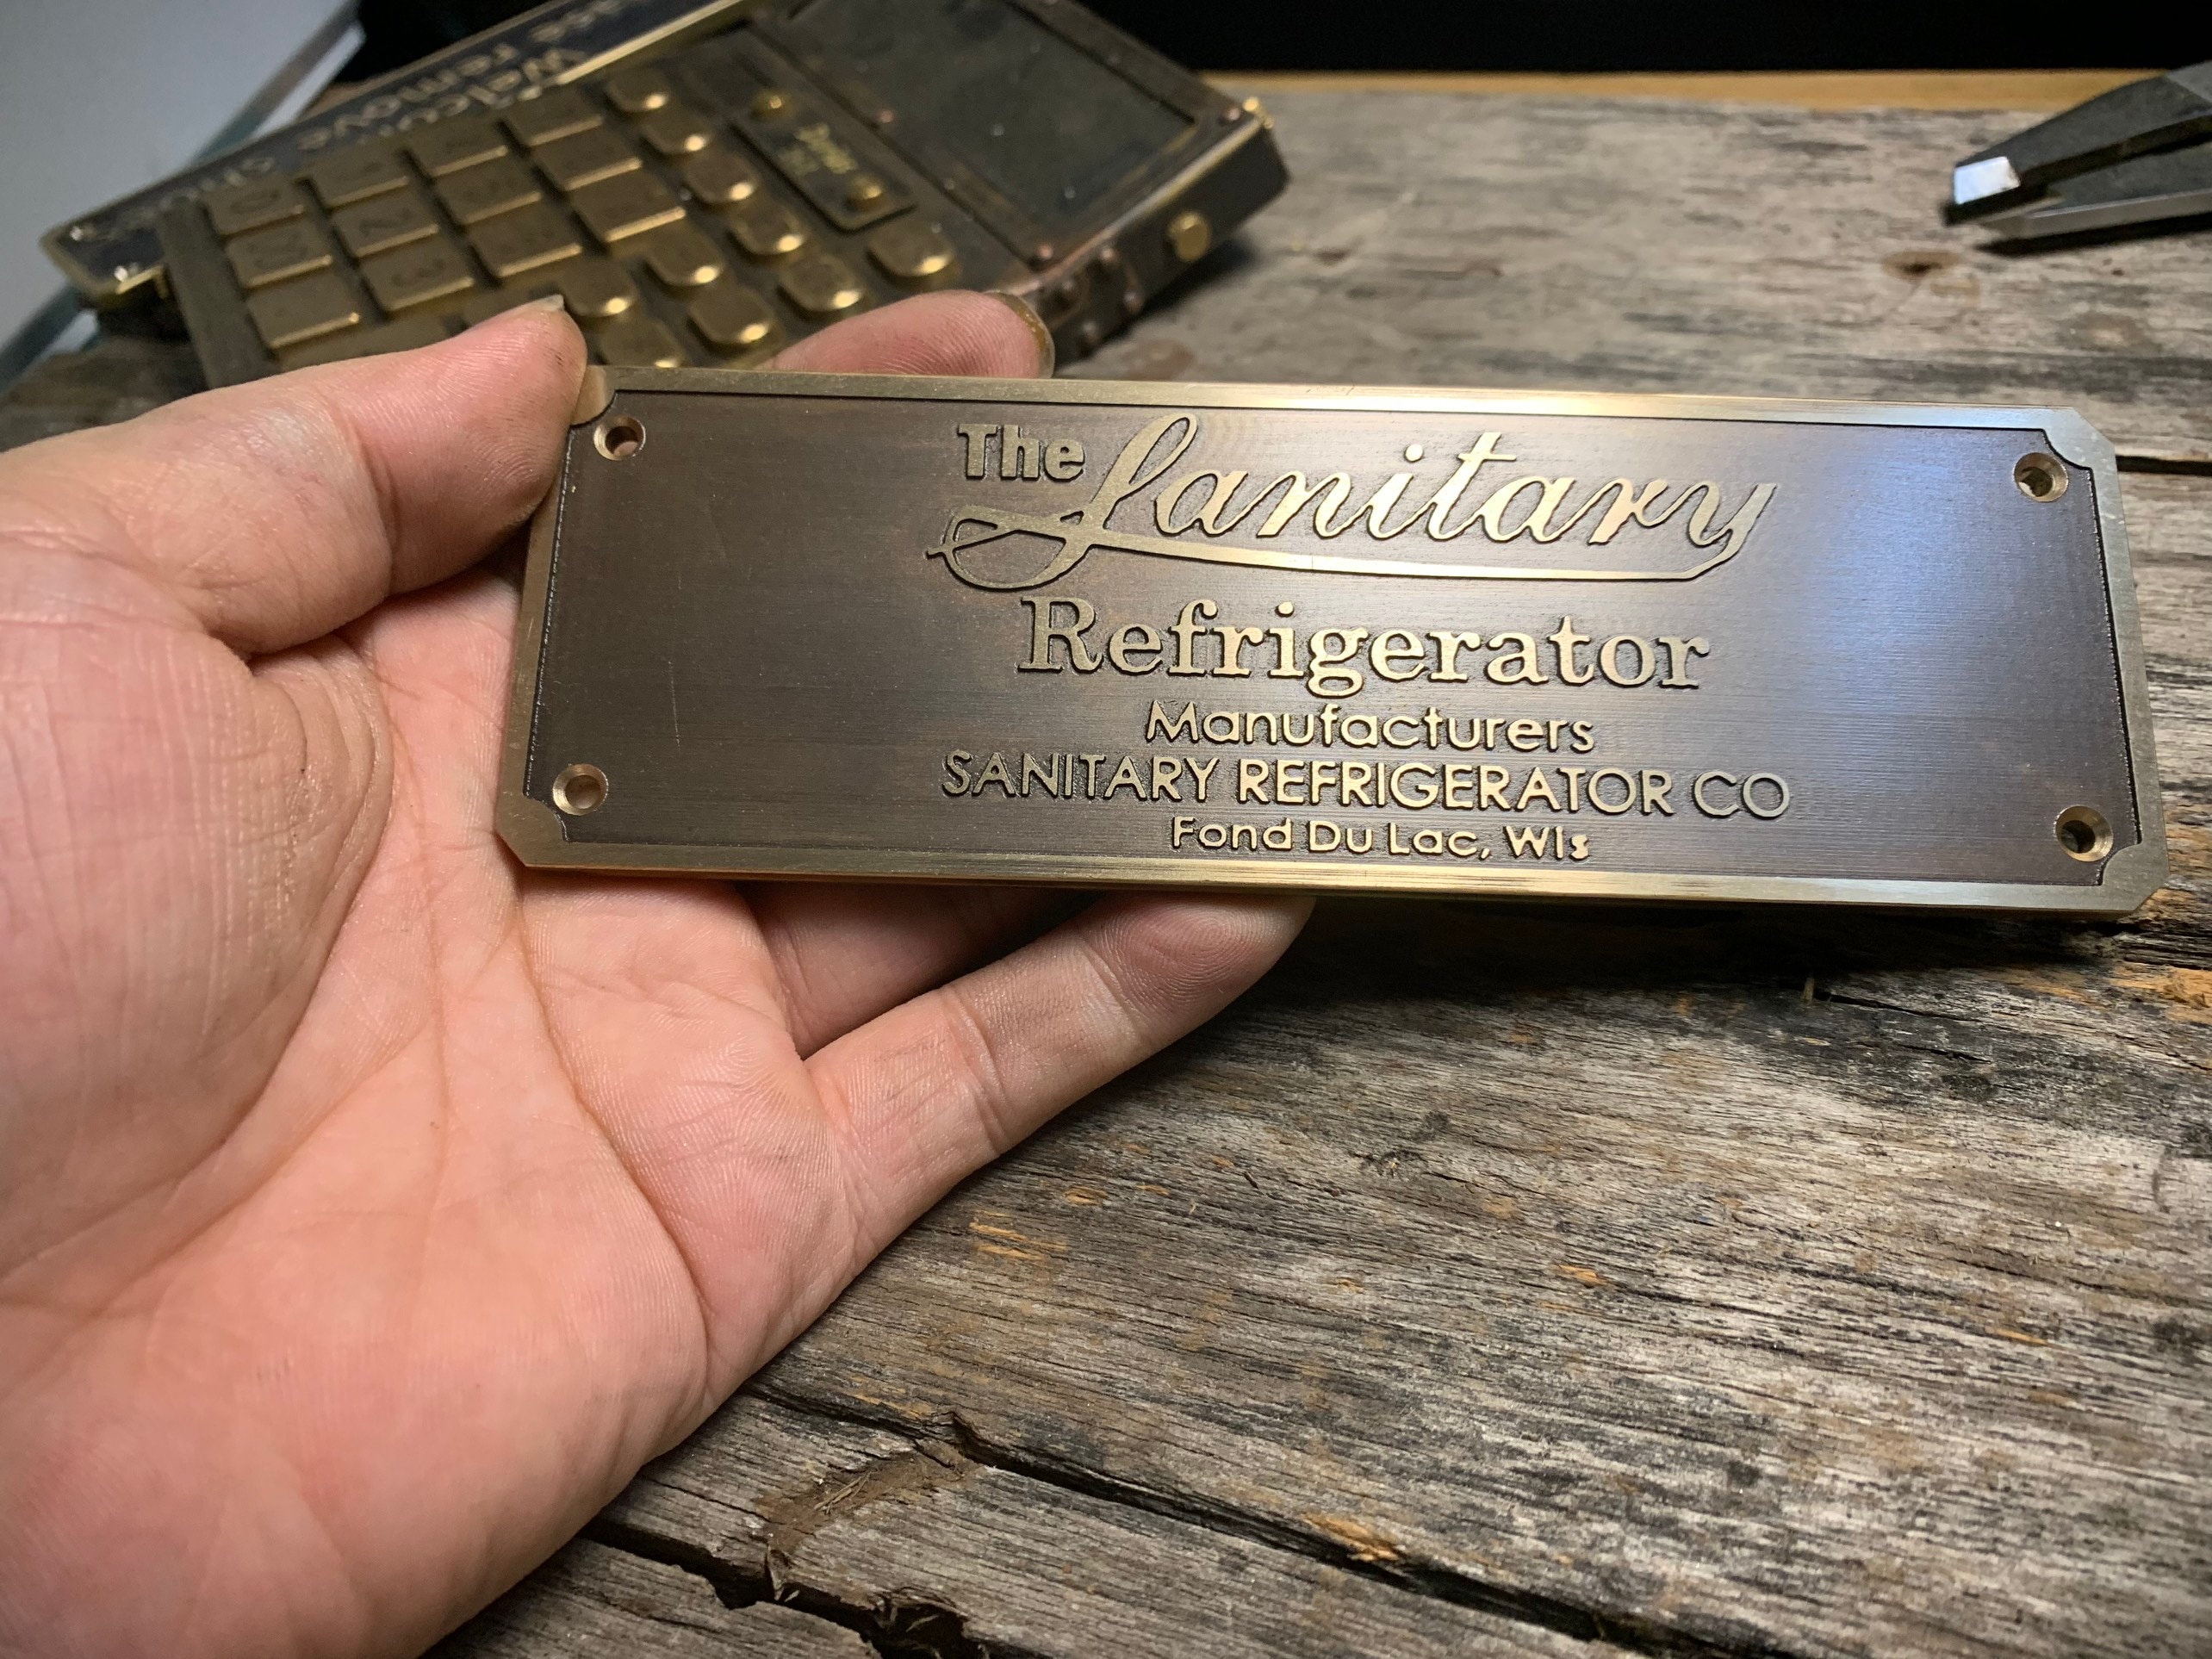 The Sanitary
Refrigerator
Manufacturers
SANITARY REFRIGERATOR CO
Fond Du Lac, WIs